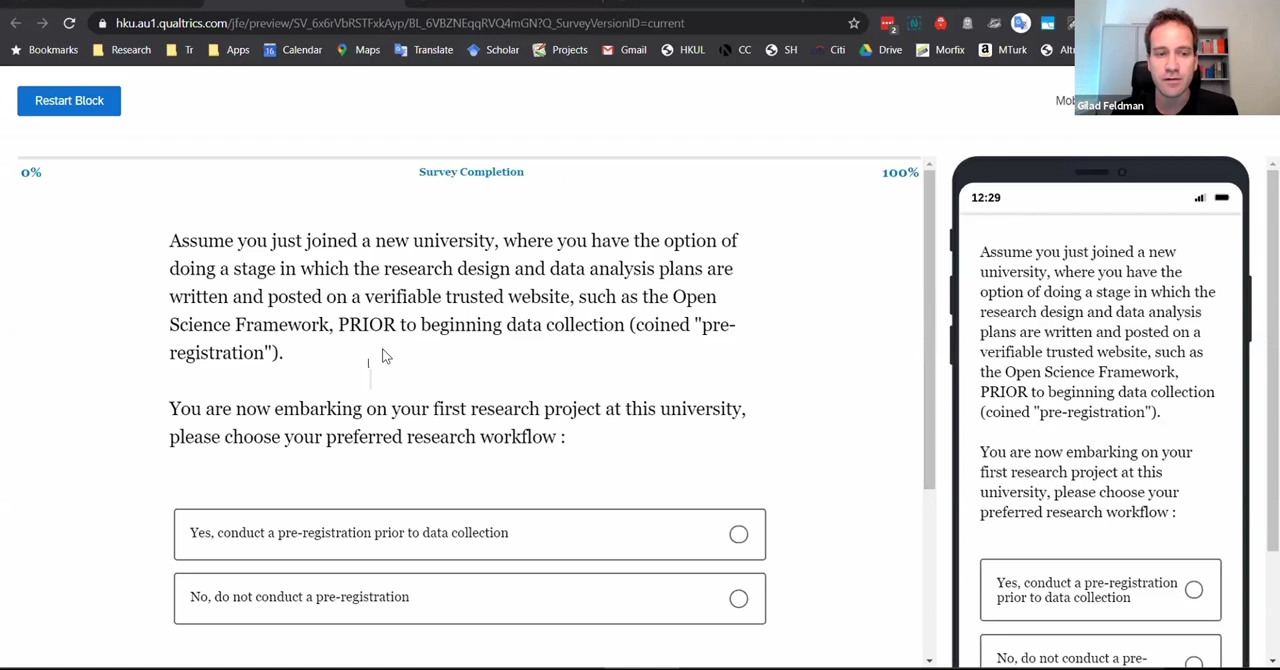 hku.au1.qualtrics.com/jfe/preview/SV_6x6rVbRSTFxkAyp/BL_6VBZNEqqRVQ4mGN?Q_SurveyVersionID=current
2
Bookmarks Research Tr Apps 16 Calendar Maps Translate Scholar Projects Gmail HKUL CC SH Citi Drive Morfix a MTurk
Gilad Feldman
Restart Block
0% Survey Completion 100%
Assume you just joined a new university, where you have the option of
doing a stage in which the research design and data analysis plans are
written and posted on a verifiable trusted website, such as the Open
Science Framework, PRIOR to beginning data collection (coined "pre-
registration").
You are now embarking on your first research project at this university,
please choose your preferred research workflow :
Yes, conduct a pre-registration prior to data collection
No, do not conduct a pre-registration
12:29
Assume you just joined a new
university, where you have the
option of doing a stage in which the
research design and data analysis
plans are written and posted on a
verifiable trusted website, such as
the Open Science Framework,
PRIOR to beginning data collection
(coined "pre-registration").
You are now embarking on your
first research project at this
university, please choose your
preferred research workflow :
Yes, conduct a pre-registration
prior to data collection
No, do not conduct a pre-